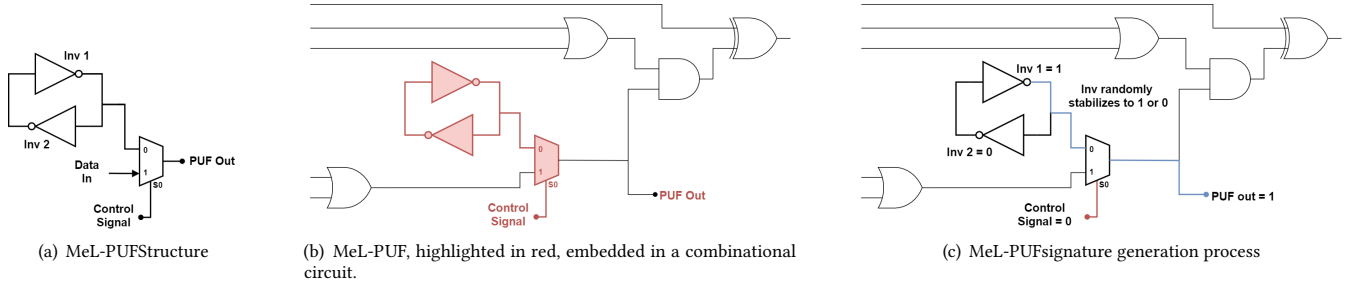 Inv 1
Inv 2
0
1
S0
Data
In
PUF Out
Control
Signal
(a) MeL-PUFStructure
0
1
S0
Control
Signal
PUF Out
(b) MeL-PUF, highlighted in red, embedded in a combinational
circuit.
Inv 1 = 1
Inv randomly
stabilizes to 1 or 0
Inv 2 = 0
0
1
S0
Control
Signal = 0
PUF out = 1
(c) MeL-PUFsignature generation process